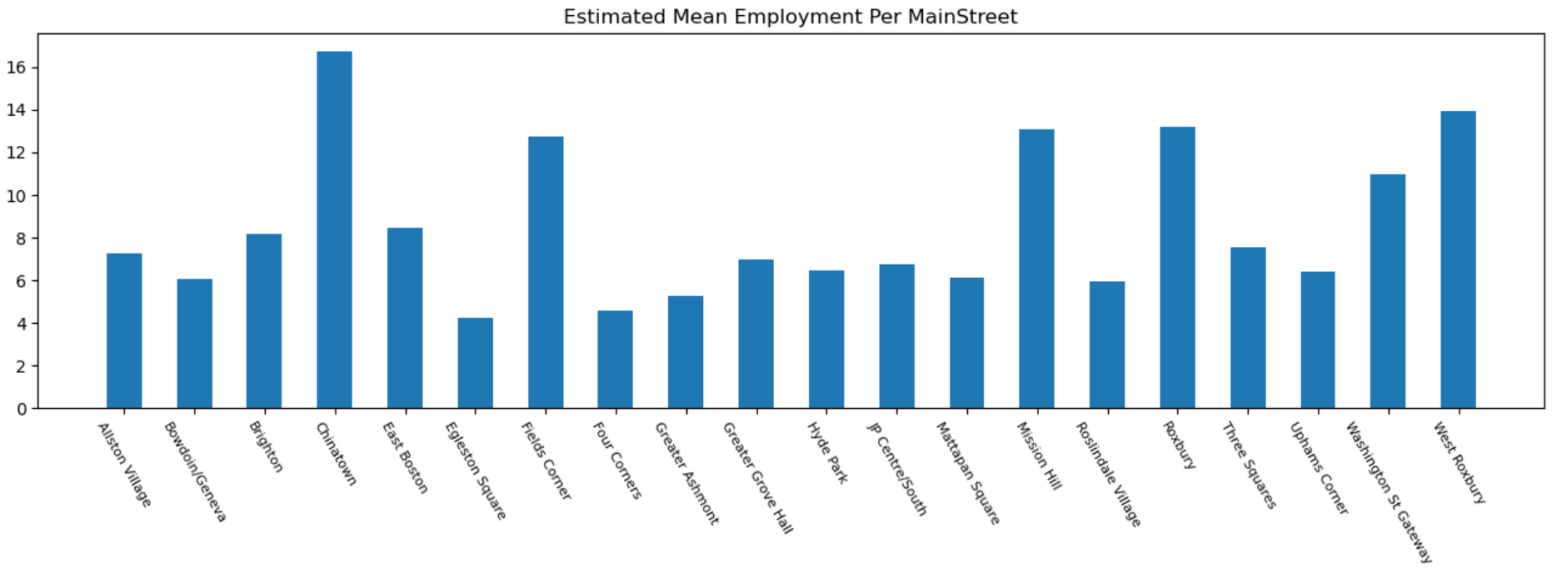 Estimated Mean Employment Per MainStreet
16
14
12
10
8
6
4
2
0
Allston Village
Bowdoin/Geneva
Brighton
Chinatown
East Boston
Egleston Square
Fields Corner
Four Corners
Greater Ashmont
Greater Grove Hall
Hyde Park
JP Centre/South
Mattapan Square
Mission Hill
Roslindale Village
Roxbury
Three Squares
Uphams Corner
Washington St Gateway
West Roxbury